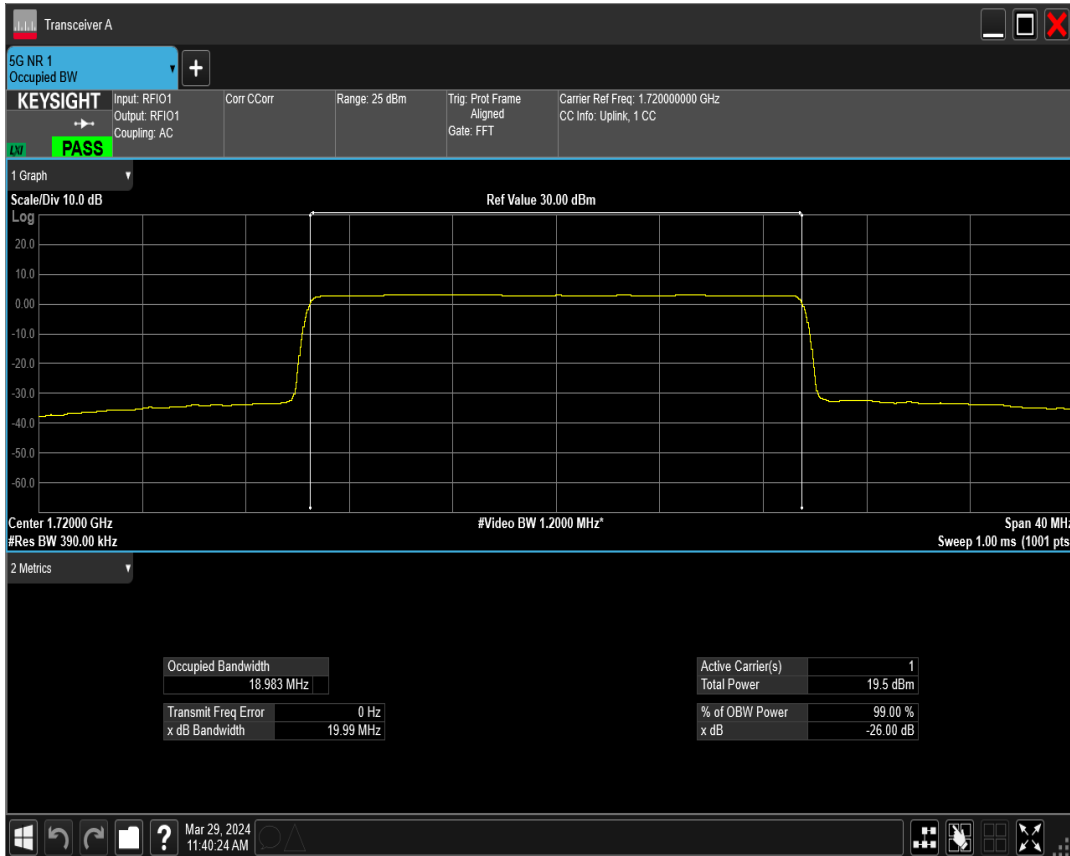 Transceiver A
5G NR 1
Occupied BW
+
KEYSIGHT
LXI
PASS
Input: RFIO1
Output: RFIO1
Coupling: AC
Corr CCorr
Range: 25 dBm
Trig: Prot Frame
Aligned
Gate: FFT
Carrier Ref Freq: 1.720000000 GHz
CC Info: Uplink, 1 CC
1 Graph
Scale/Div 10.0 dB
Ref Value 30.00 dBm
Log
20.0
10.0
0.00
-10.0
-20.0
-30.0
-40.0
-50.0
-60.0
Center 1.72000 GHz
#Video BW 1.2000 MHz*
Span 40 MHz
#Res BW 390.00 kHz
Sweep 1.00 ms (1001 pts
2 Metrics
Occupied Bandwidth
18.983 MHz
Transmit Freq Error 0 Hz
x dB Bandwidth 19.99 MHz
Active Carrier(s) 1
Total Power 19.5 dBm
% of OBW Power 99.00 %
x dB -26.00 dB
?
Mar 29, 2024
11:40:24 AM